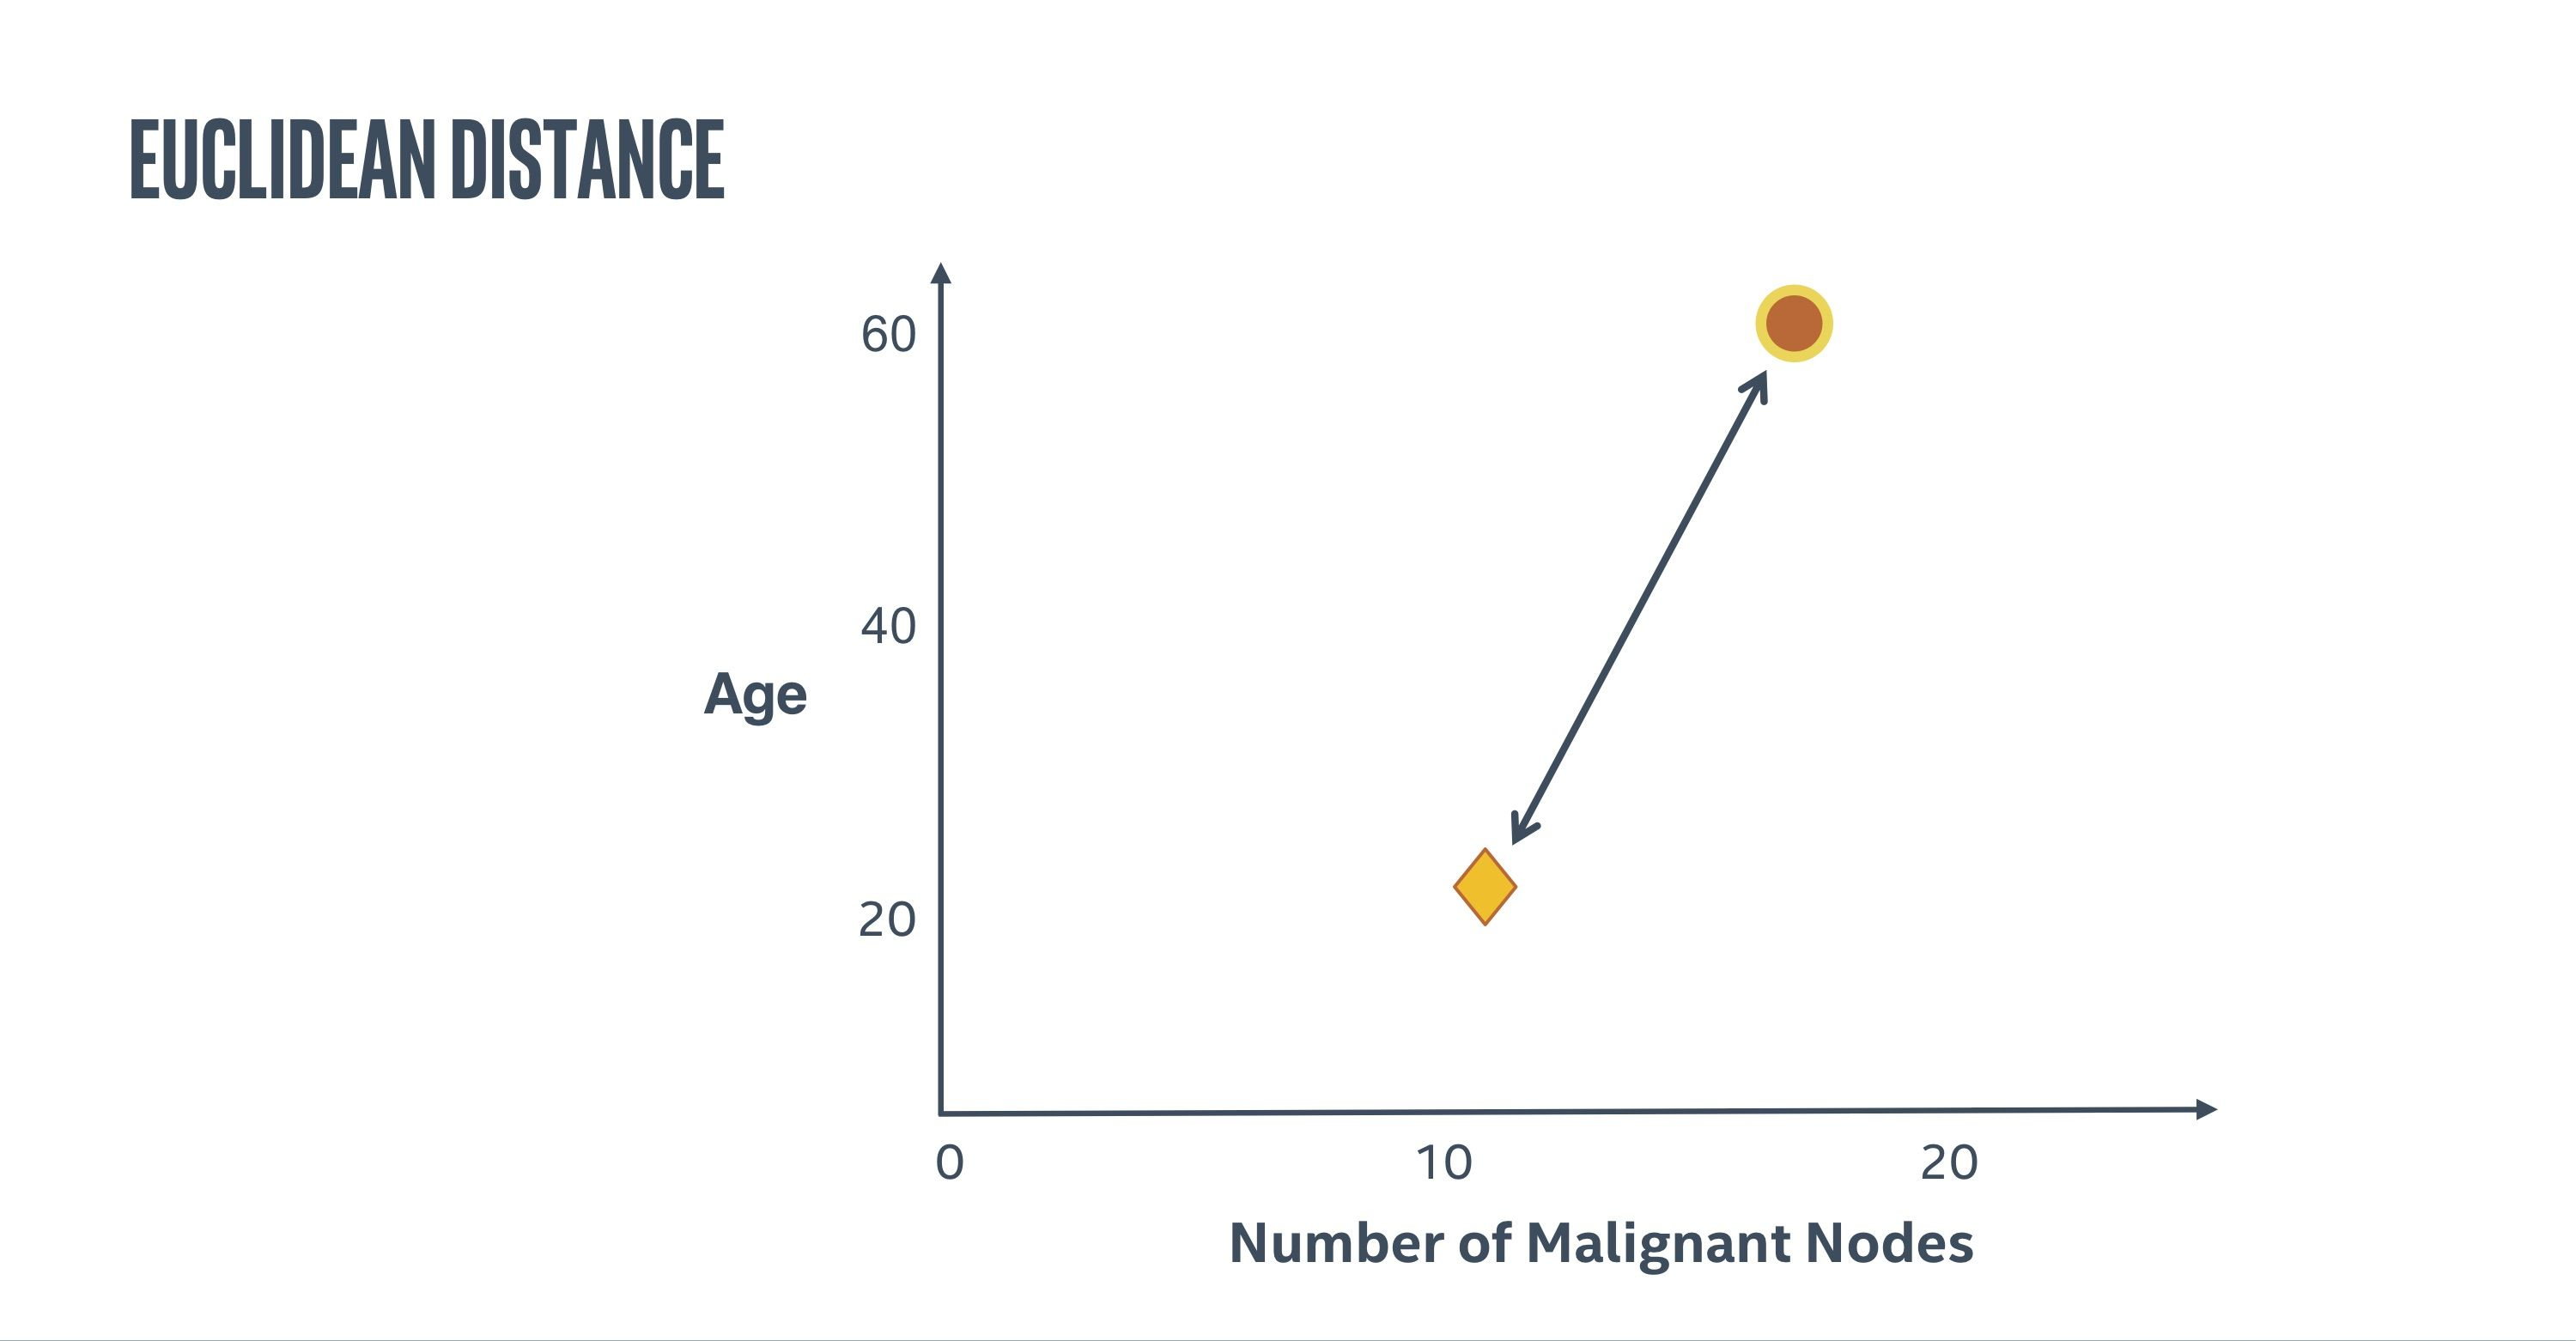 EUCLIDEAN DISTANCE
60
40
Age
20
0 10 20
Number of Malignant Nodes